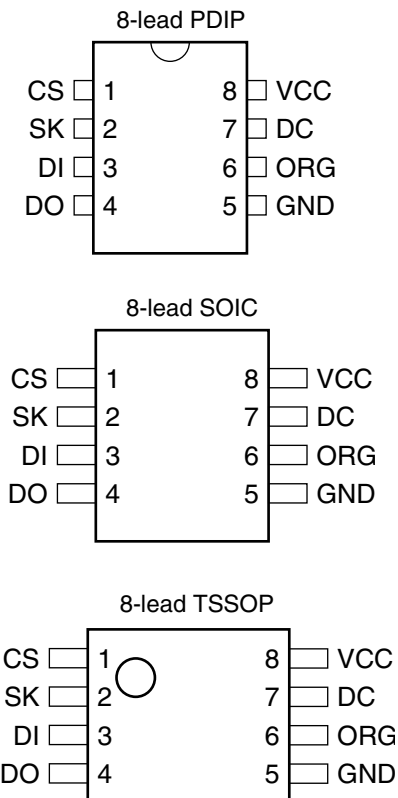 8-lead PDIP
CS 1 8 VCC
SK 2 7 DC
DI 3 6 ORG
DO 4 5 GND
8-lead SOIC
CS 1 8 VCC
SK 2 7 DC
DI 3 6 ORG
DO 4 5 GND
8-lead TSSOP
CS 1 8 VCC
SK 2 7 DC
DI 3 6 ORG
DO 4 5 GND